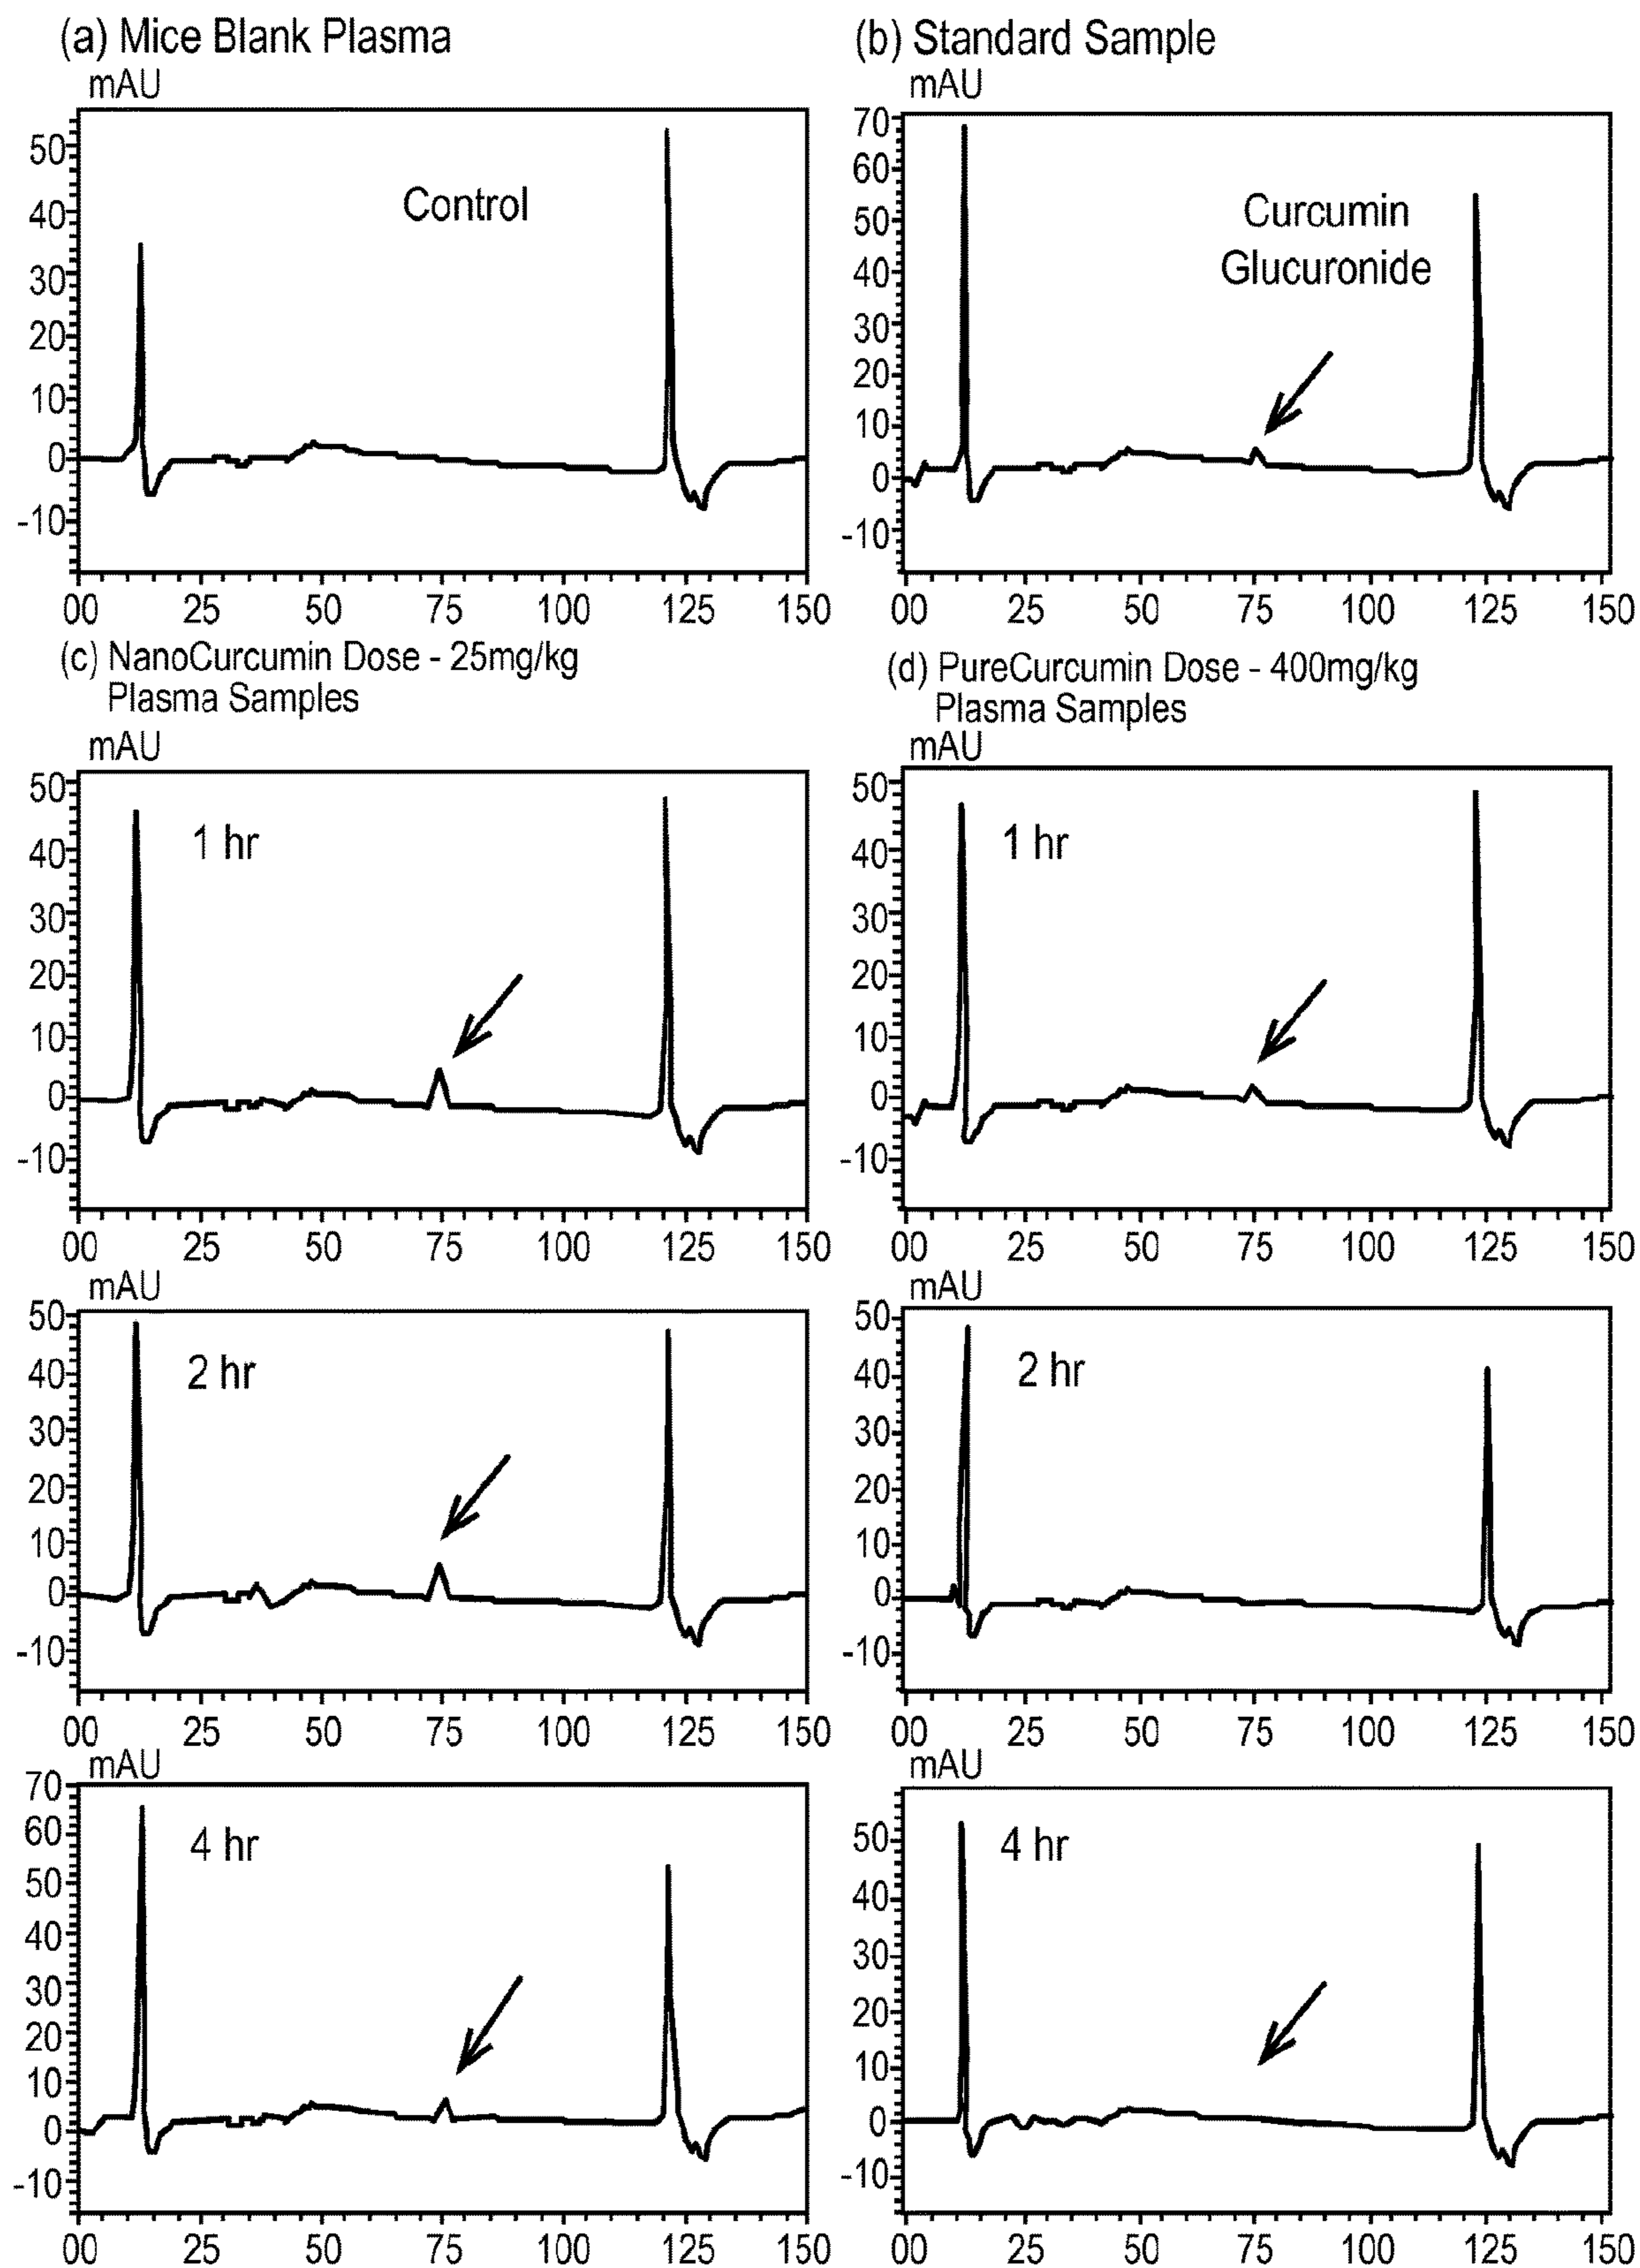 (a) Mice Blank Plasma
mAU
50
40
30
20
10
0
-10
Control
00 25 50 75 100 125 150
(b) Standard Sample
mAU
70
60
50
40
30
20
10
0
-10
Curcumin
Glucuronide
00 25 50 75 100 125 150
(c) NanoCurcumin Dose - 25mg/kg
Plasma Samples
mAU
50
40
30
20
10
0
-10
1 hr
00 25 50 75 100 125 150
mAU
50
40
30
20
10
0
-10
2 hr
00 25 50 75 100 125 150
mAU
70
60
50
40
30
20
10
0
-10
4 hr
00 25 50 75 100 125 150
(d) PureCurcumin Dose - 400mg/kg
Plasma Samples
mAU
50
40
30
20
10
0
-10
1 hr
00 25 50 75 100 125 150
mAU
50
40
30
20
10
0
-10
2 hr
00 25 50 75 100 125 150
mAU
50
40
30
20
10
0
-10
4 hr
00 25 50 75 100 125 150